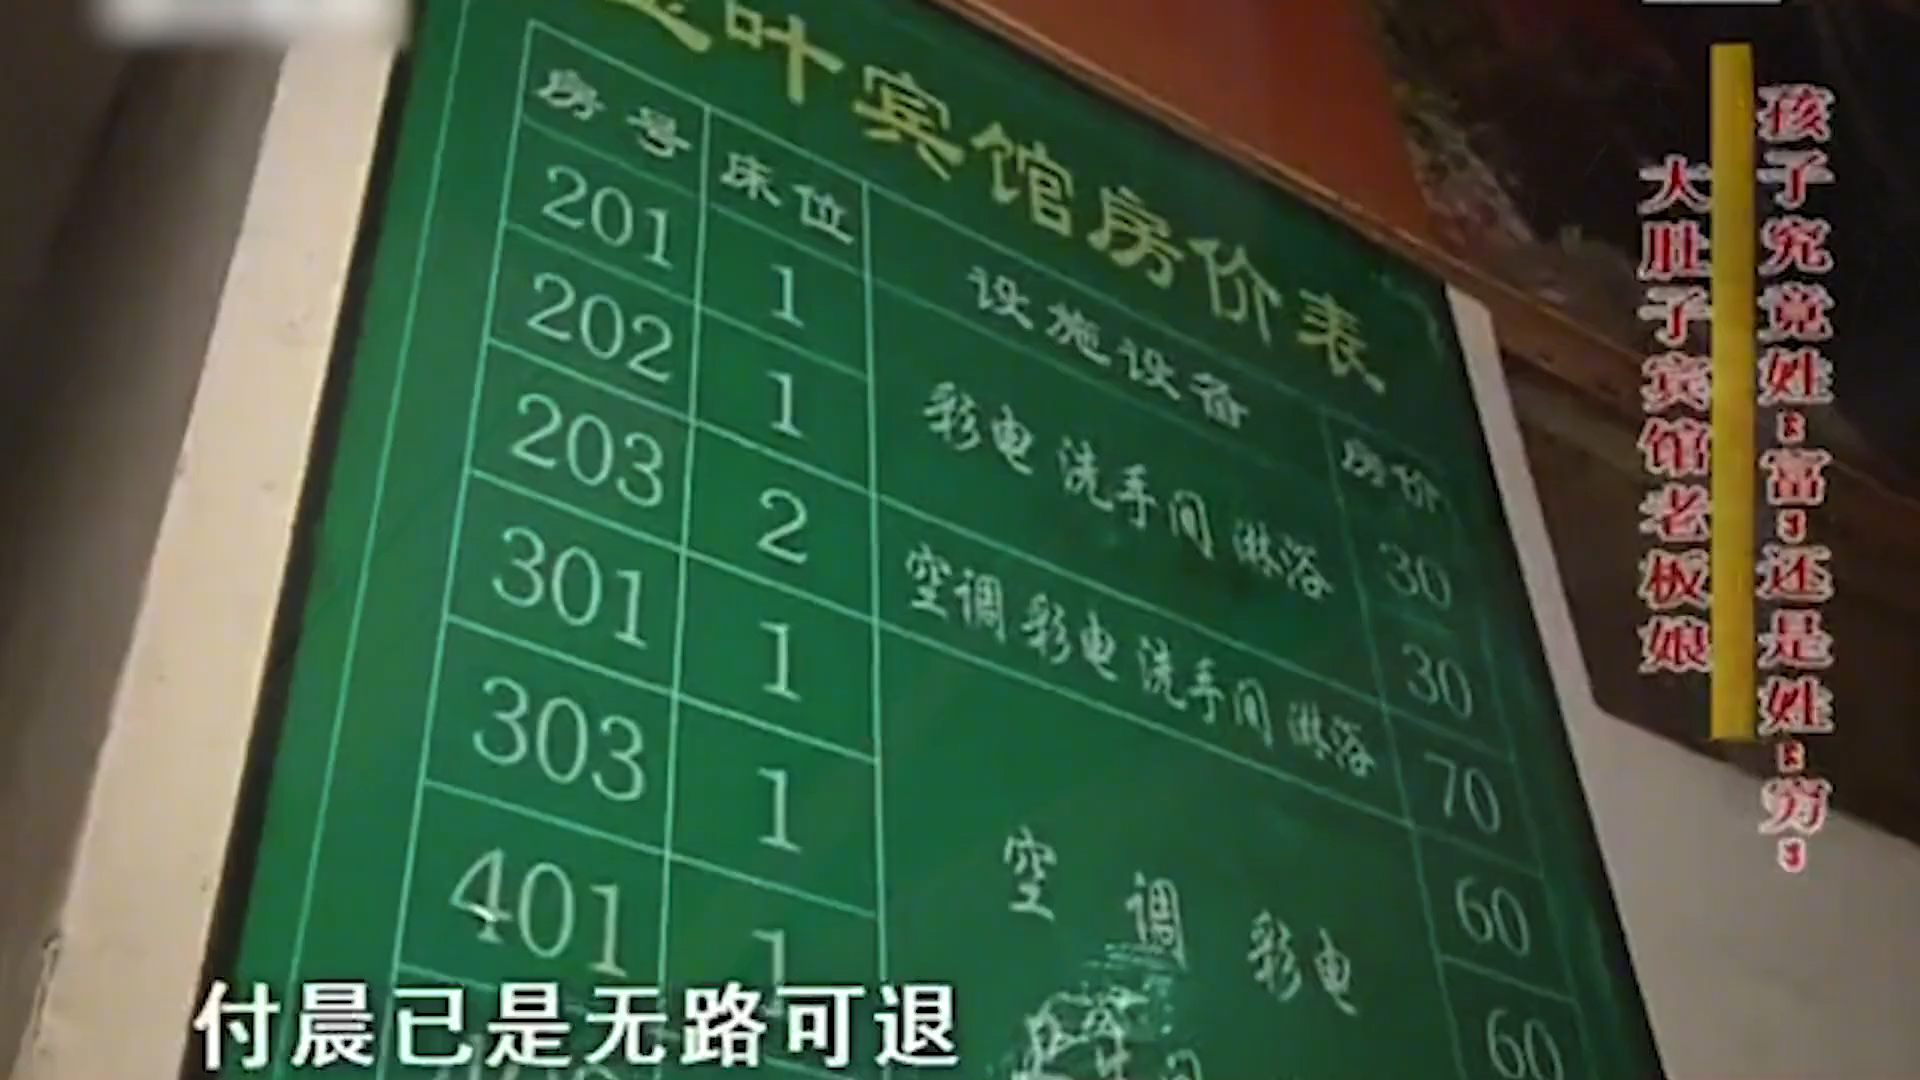 叶宾馆房价表
房号 床位 设施设备 房价
201 1 彩电 洗手间 淋浴 30
202 1 30
203 2 空调 彩电 洗手间 淋浴 70
301 1 空调 彩电 60
303 1 60
401 1
孩子究竟姓“富”还是姓“穷”
大肚子宾馆老板娘
付晨已是无路可退